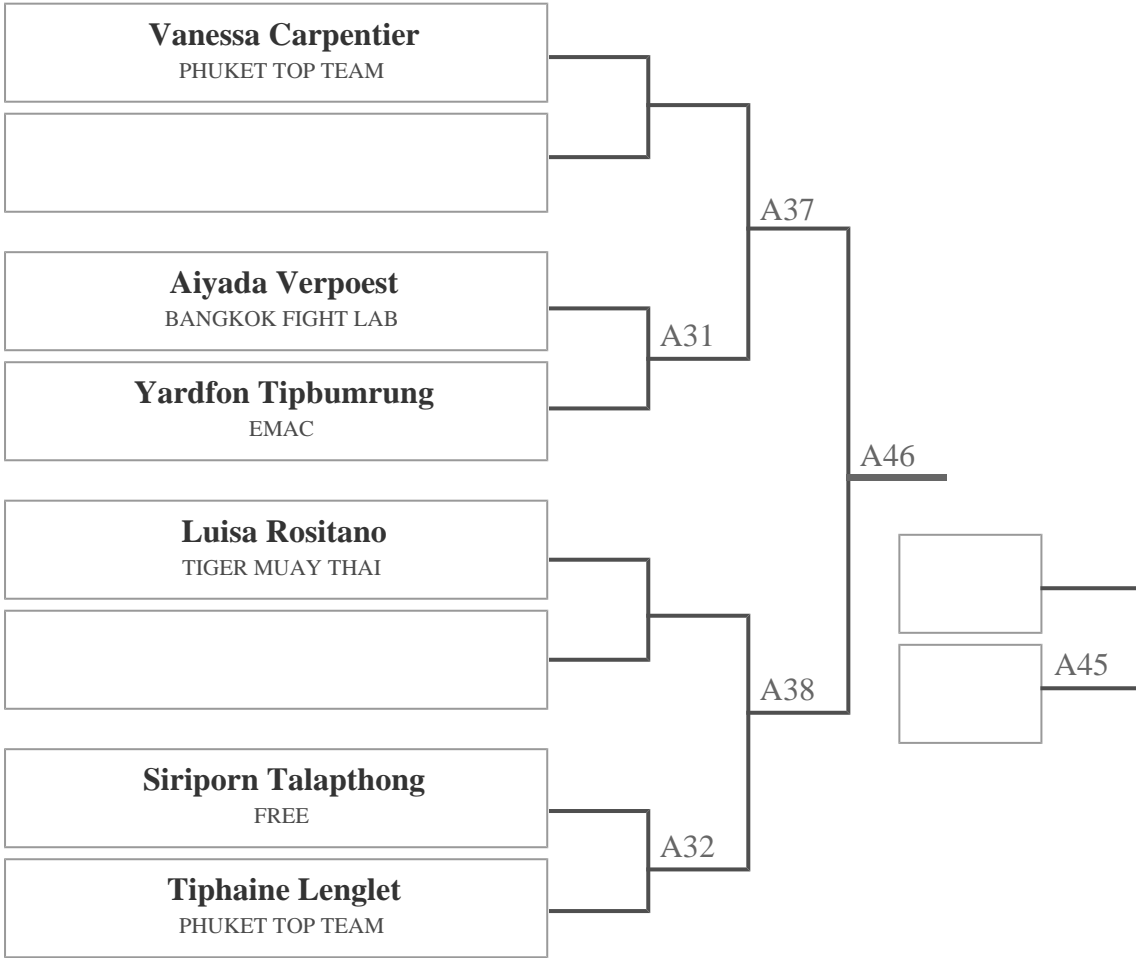 Vanessa Carpentier
PHUKET TOP TEAM
A37
Aiyada Verpoest
BANGKOK FIGHT LAB
A31
Yardfon Tipbumrung
EMAC
A46
Luisa Rositano
TIGER MUAY THAI
A45
A38
Siriporn Talapthong
FREE
A32
Tiphaine Lenglet
PHUKET TOP TEAM